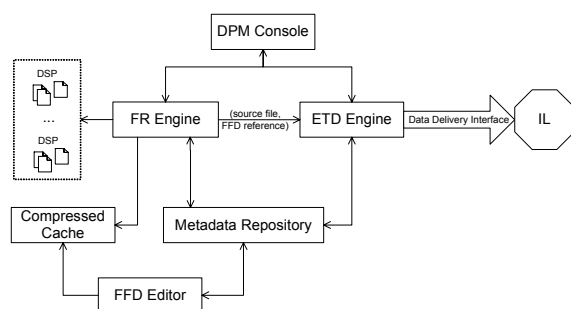 DPM Console
DSP
...
DSP
FR Engine
(source file,
FFD reference)
ETD Engine
Data Delivery Interface
IL
Compressed
Cache
Metadata Repository
FFD Editor